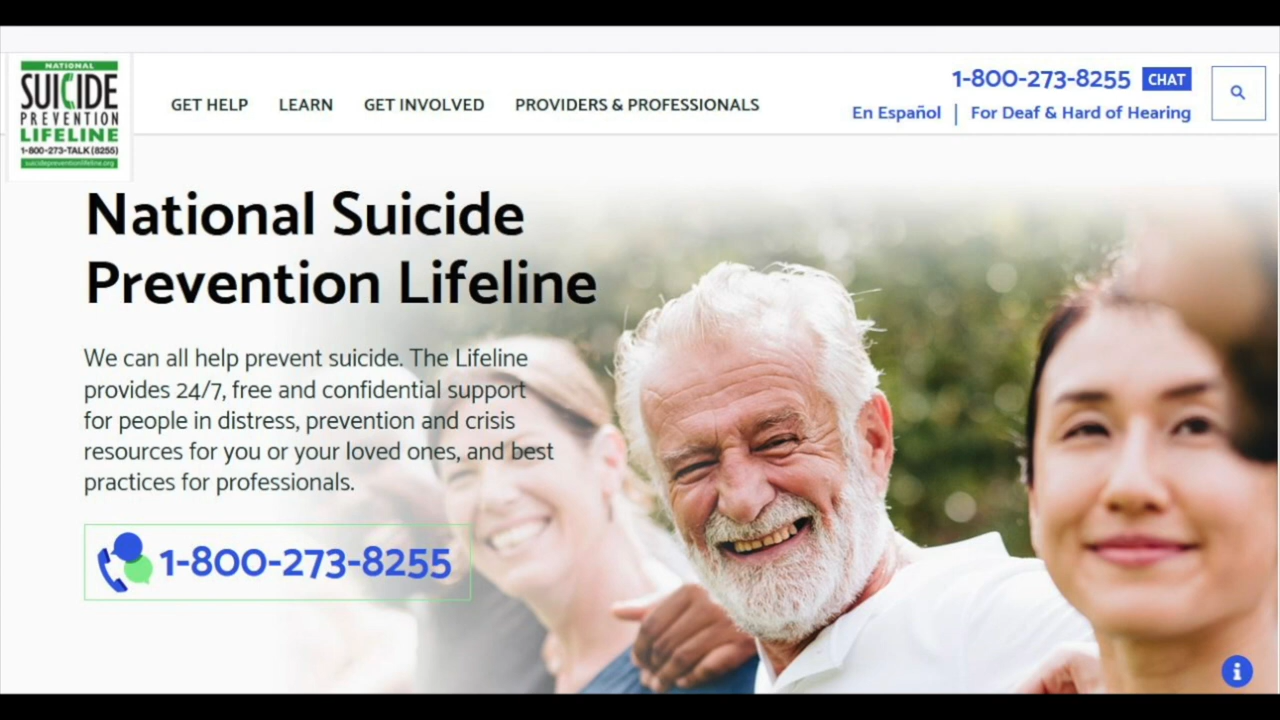 NATIONAL
SUICIDE
PREVENTION
LIFELINE
1-800-273-TALK (8255)
suicidepreventionlifeline.org
GET HELP
LEARN
GET INVOLVED
PROVIDERS & PROFESSIONALS
1-800-273-8255 CHAT
En Español | For Deaf & Hard of Hearing
National Suicide
Prevention Lifeline
We can all help prevent suicide. The Lifeline
provides 24/7, free and confidential support
for people in distress, prevention and crisis
resources for you or your loved ones, and best
practices for professionals.
1-800-273-8255